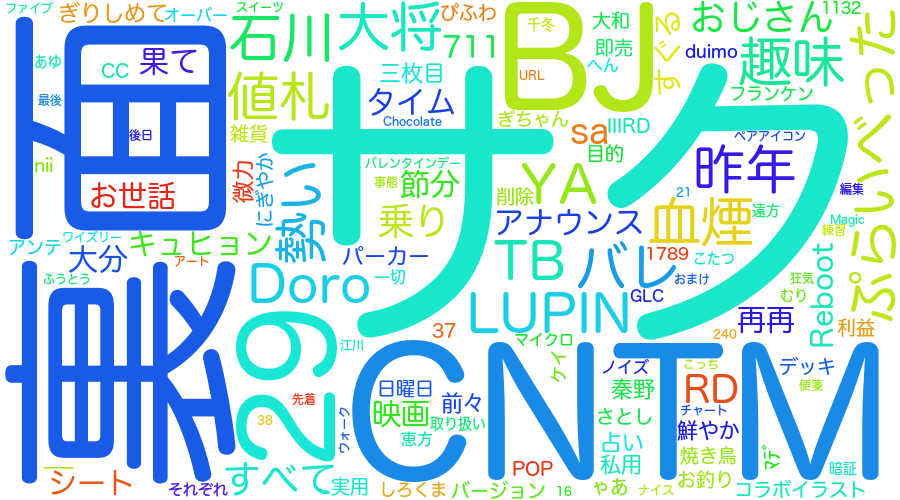 ファイブ
ぎりしめて
オーバー
スイーツ
大将
ぴふわ
BJ
千冬
大和
おじさん
1132
石川
711
即売
すぐる
ぷらいべった
あゆ
CC
果て
三枚目
URL
へん
duimo
趣味
最後
値札
タイム
フランケン
東亜
後日
雑貨
Chocolate
ぎちゃん
IIIRD
ペアアイコン
サク
sa
nii
微力
にぎやか
バレンタインデー
目的
昨年
お世話
事態
節分
YA
削除
21
編集
勢い
乗り
アナウンス
血煙
遠方
Magic
練習
アンテ
ワイズリー
キュヒョン
大分
パーカー
TB
バレ
1789
こたつ
Reboot
アート
ふうとう
Doro
一切
おまけ
狂気
LUPIN
GLC
むり
29
再再
利益
江川
37
マイクロ
240
CNTM
ケイ
ノイズ
こっち
デッキ
日曜日
秦野
RD
便箋
先着
38
映画
前々
さとし
チャート
ウォーク
取り扱い
鮮やか
恵方
占い
焼き鳥
マデ
すべて
POP
私用
お釣り
暗証
シート
それぞれ
実用
しろくま
バージョン
16
ゃあ
ナイス
コラボイラスト